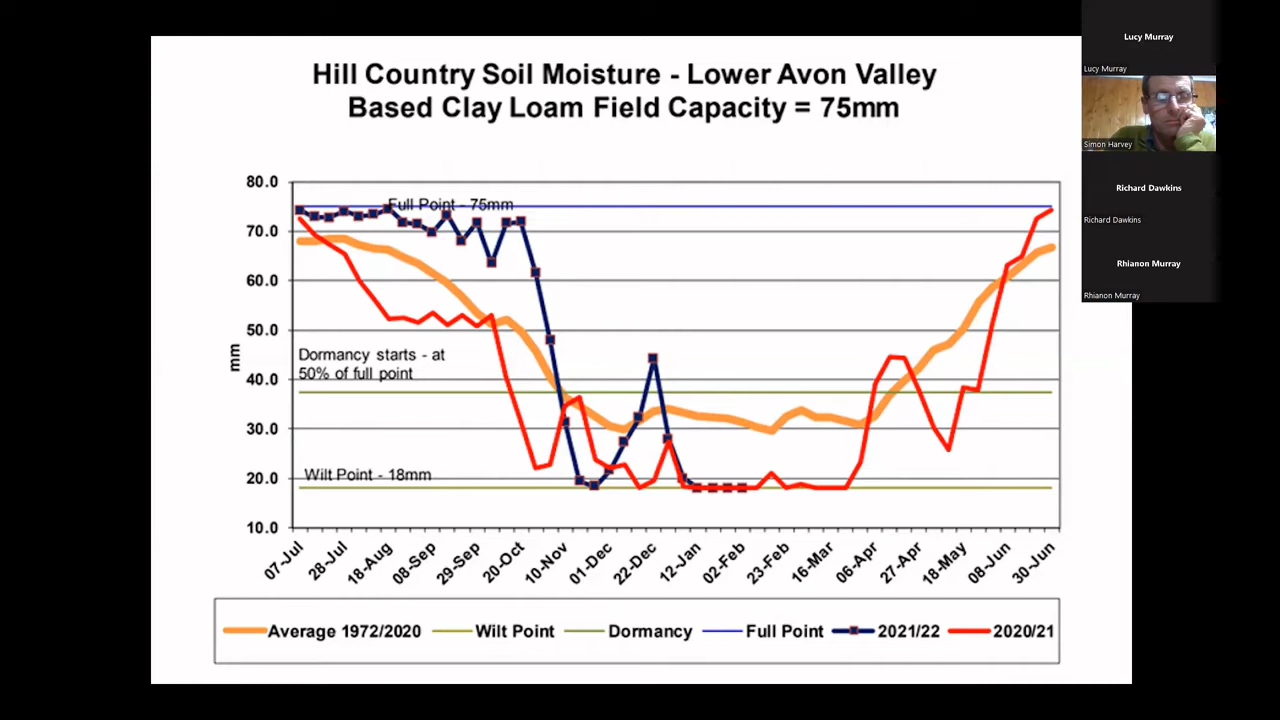 Hill Country Soil Moisture - Lower Avon Valley
Based Clay Loam Field Capacity = 75mm
80.0
70.0
60.0
50.0
40.0
30.0
20.0
10.0
mm
Full Point - 75mm
Dormancy starts - at
50% of full point
Wilt Point - 18mm
07-Jul
28-Jul
18-Aug
08-Sep
29-Sep
20-Oct
10-Nov
01-Dec
22-Dec
12-Jan
02-Feb
23-Feb
16-Mar
06-Apr
27-Apr
18-May
08-Jun
30-Jun
Average 1972/2020 Wilt Point Dormancy Full Point 2021/22 2020/21
Lucy Murray
Lucy Murray
Simon Harvey
Richard Dawkins
Richard Dawkins
Rhianon Murray
Rhianon Murray